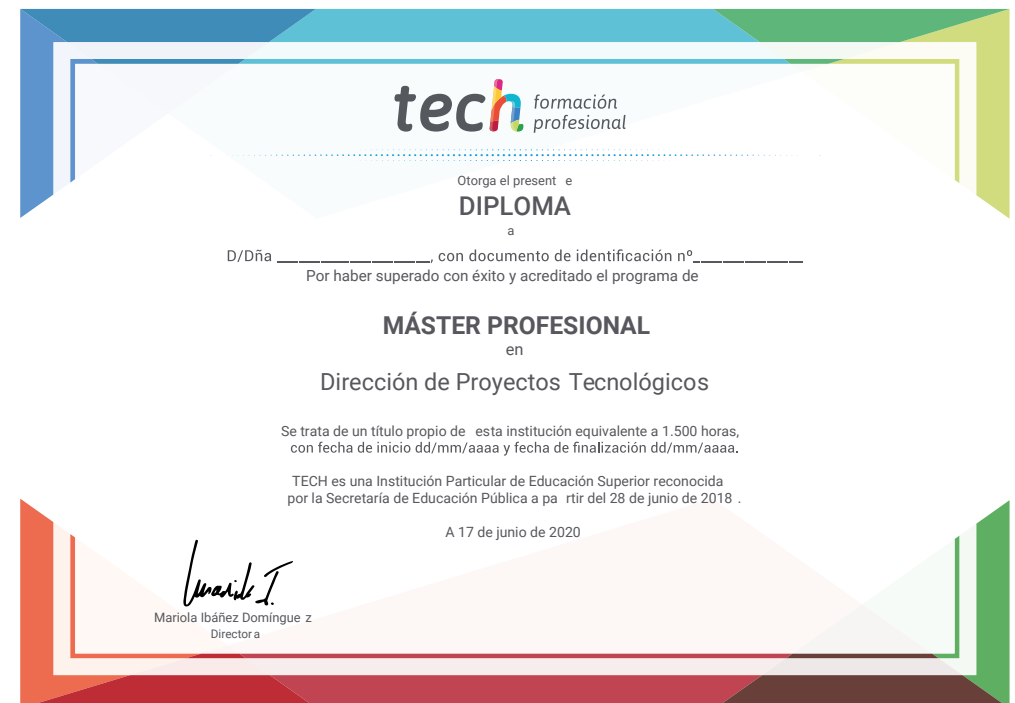 tech formación
profesional
Otorga el present e
DIPLOMA
a
D/Dña ______________, con documento de identificación nº__________
Por haber superado con éxito y acreditado el programa de
MÁSTER PROFESIONAL
en
Dirección de Proyectos Tecnológicos
Se trata de un título propio de esta institución equivalente a 1.500 horas,
con fecha de inicio dd/mm/aaaa y fecha de finalización dd/mm/aaaa.
TECH es una Institución Particular de Educación Superior reconocida
por la Secretaría de Educación Pública a pa rtir del 28 de junio de 2018 .
A 17 de junio de 2020
Mariola I.
Mariola Ibáñez Domíngue z
Director a